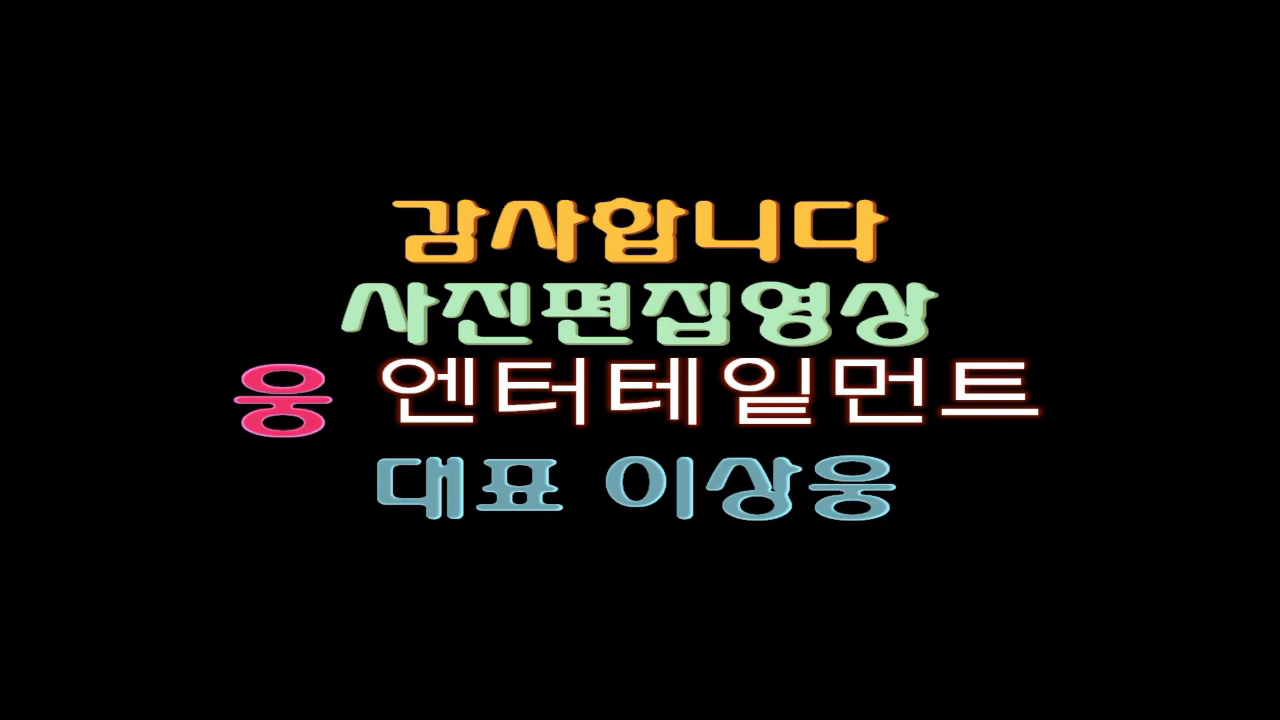 감사합니다
사진편집영상
웅 엔터테일먼트
대표 이상웅